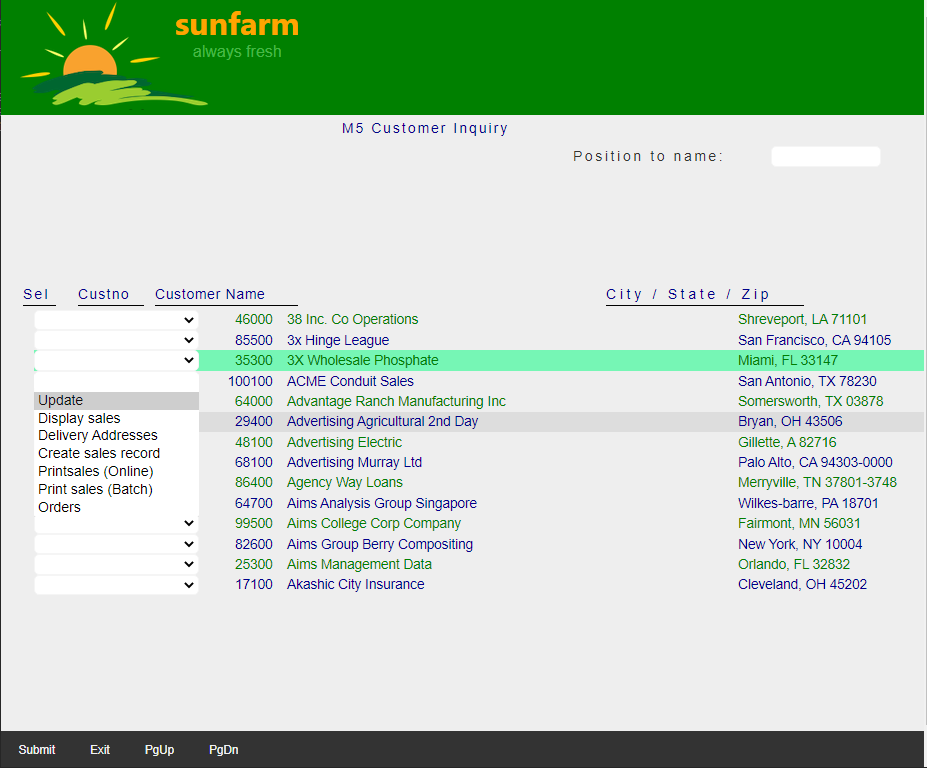 sunfarm
always fresh
M5 Customer Inquiry
Position to name:
Sel Custno Customer Name City / State / Zip
46000 38 Inc. Co Operations Shreveport, LA 71101
85500 3x Hinge League San Francisco, CA 94105
35300 3X Wholesale Phosphate Miami, FL 33147
100100 ACME Conduit Sales San Antonio, TX 78230
Update 64000 Advantage Ranch Manufacturing Inc Somersworth, TX 03878
Display sales 29400 Advertising Agricultural 2nd Day Bryan, OH 43506
Delivery Addresses 48100 Advertising Electric Gillette, A 82716
Create sales record 68100 Advertising Murray Ltd Palo Alto, CA 94303-0000
Printsales (Online) 86400 Agency Way Loans Merryville, TN 37801-3748
Print sales (Batch) 64700 Aims Analysis Group Singapore Wilkes-barre, PA 18701
Orders
99500 Aims College Corp Company Fairmont, MN 56031
82600 Aims Group Berry Compositing New York, NY 10004
25300 Aims Management Data Orlando, FL 32832
17100 Akashic City Insurance Cleveland, OH 45202
Submit Exit PgUp PgDn